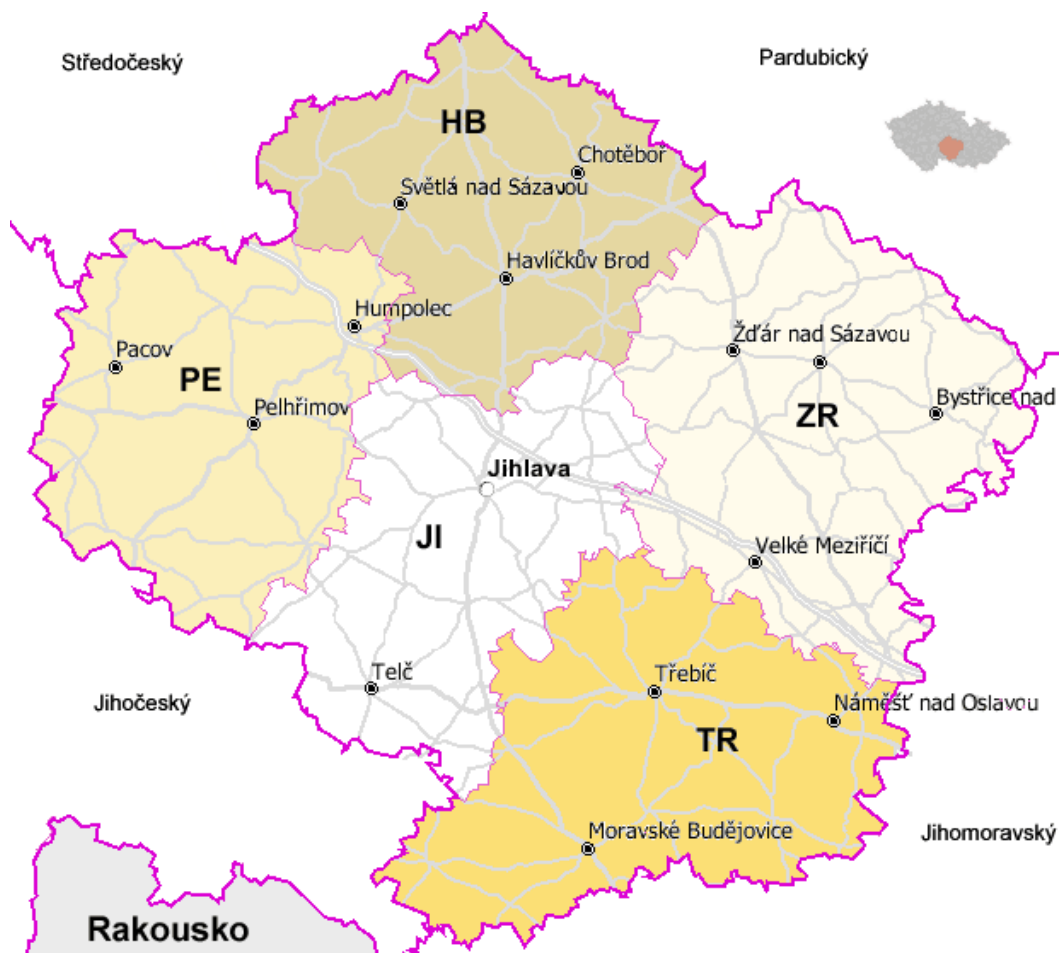 Středočeský
Pardubický
HB
Chotěboř
Světlá nad Sázavou
Havlíčkův Brod
Humpolec
Žďár nad Sázavou
Pacov
PE
Pelhřimov
Bystřice nad
ZR
Jihlava
JI
Velké Meziříčí
Telč
Třebíč
Jihočeský
Náměšť nad Oslavou
TR
Moravské Budějovice
Jihomoravský
Rakousko